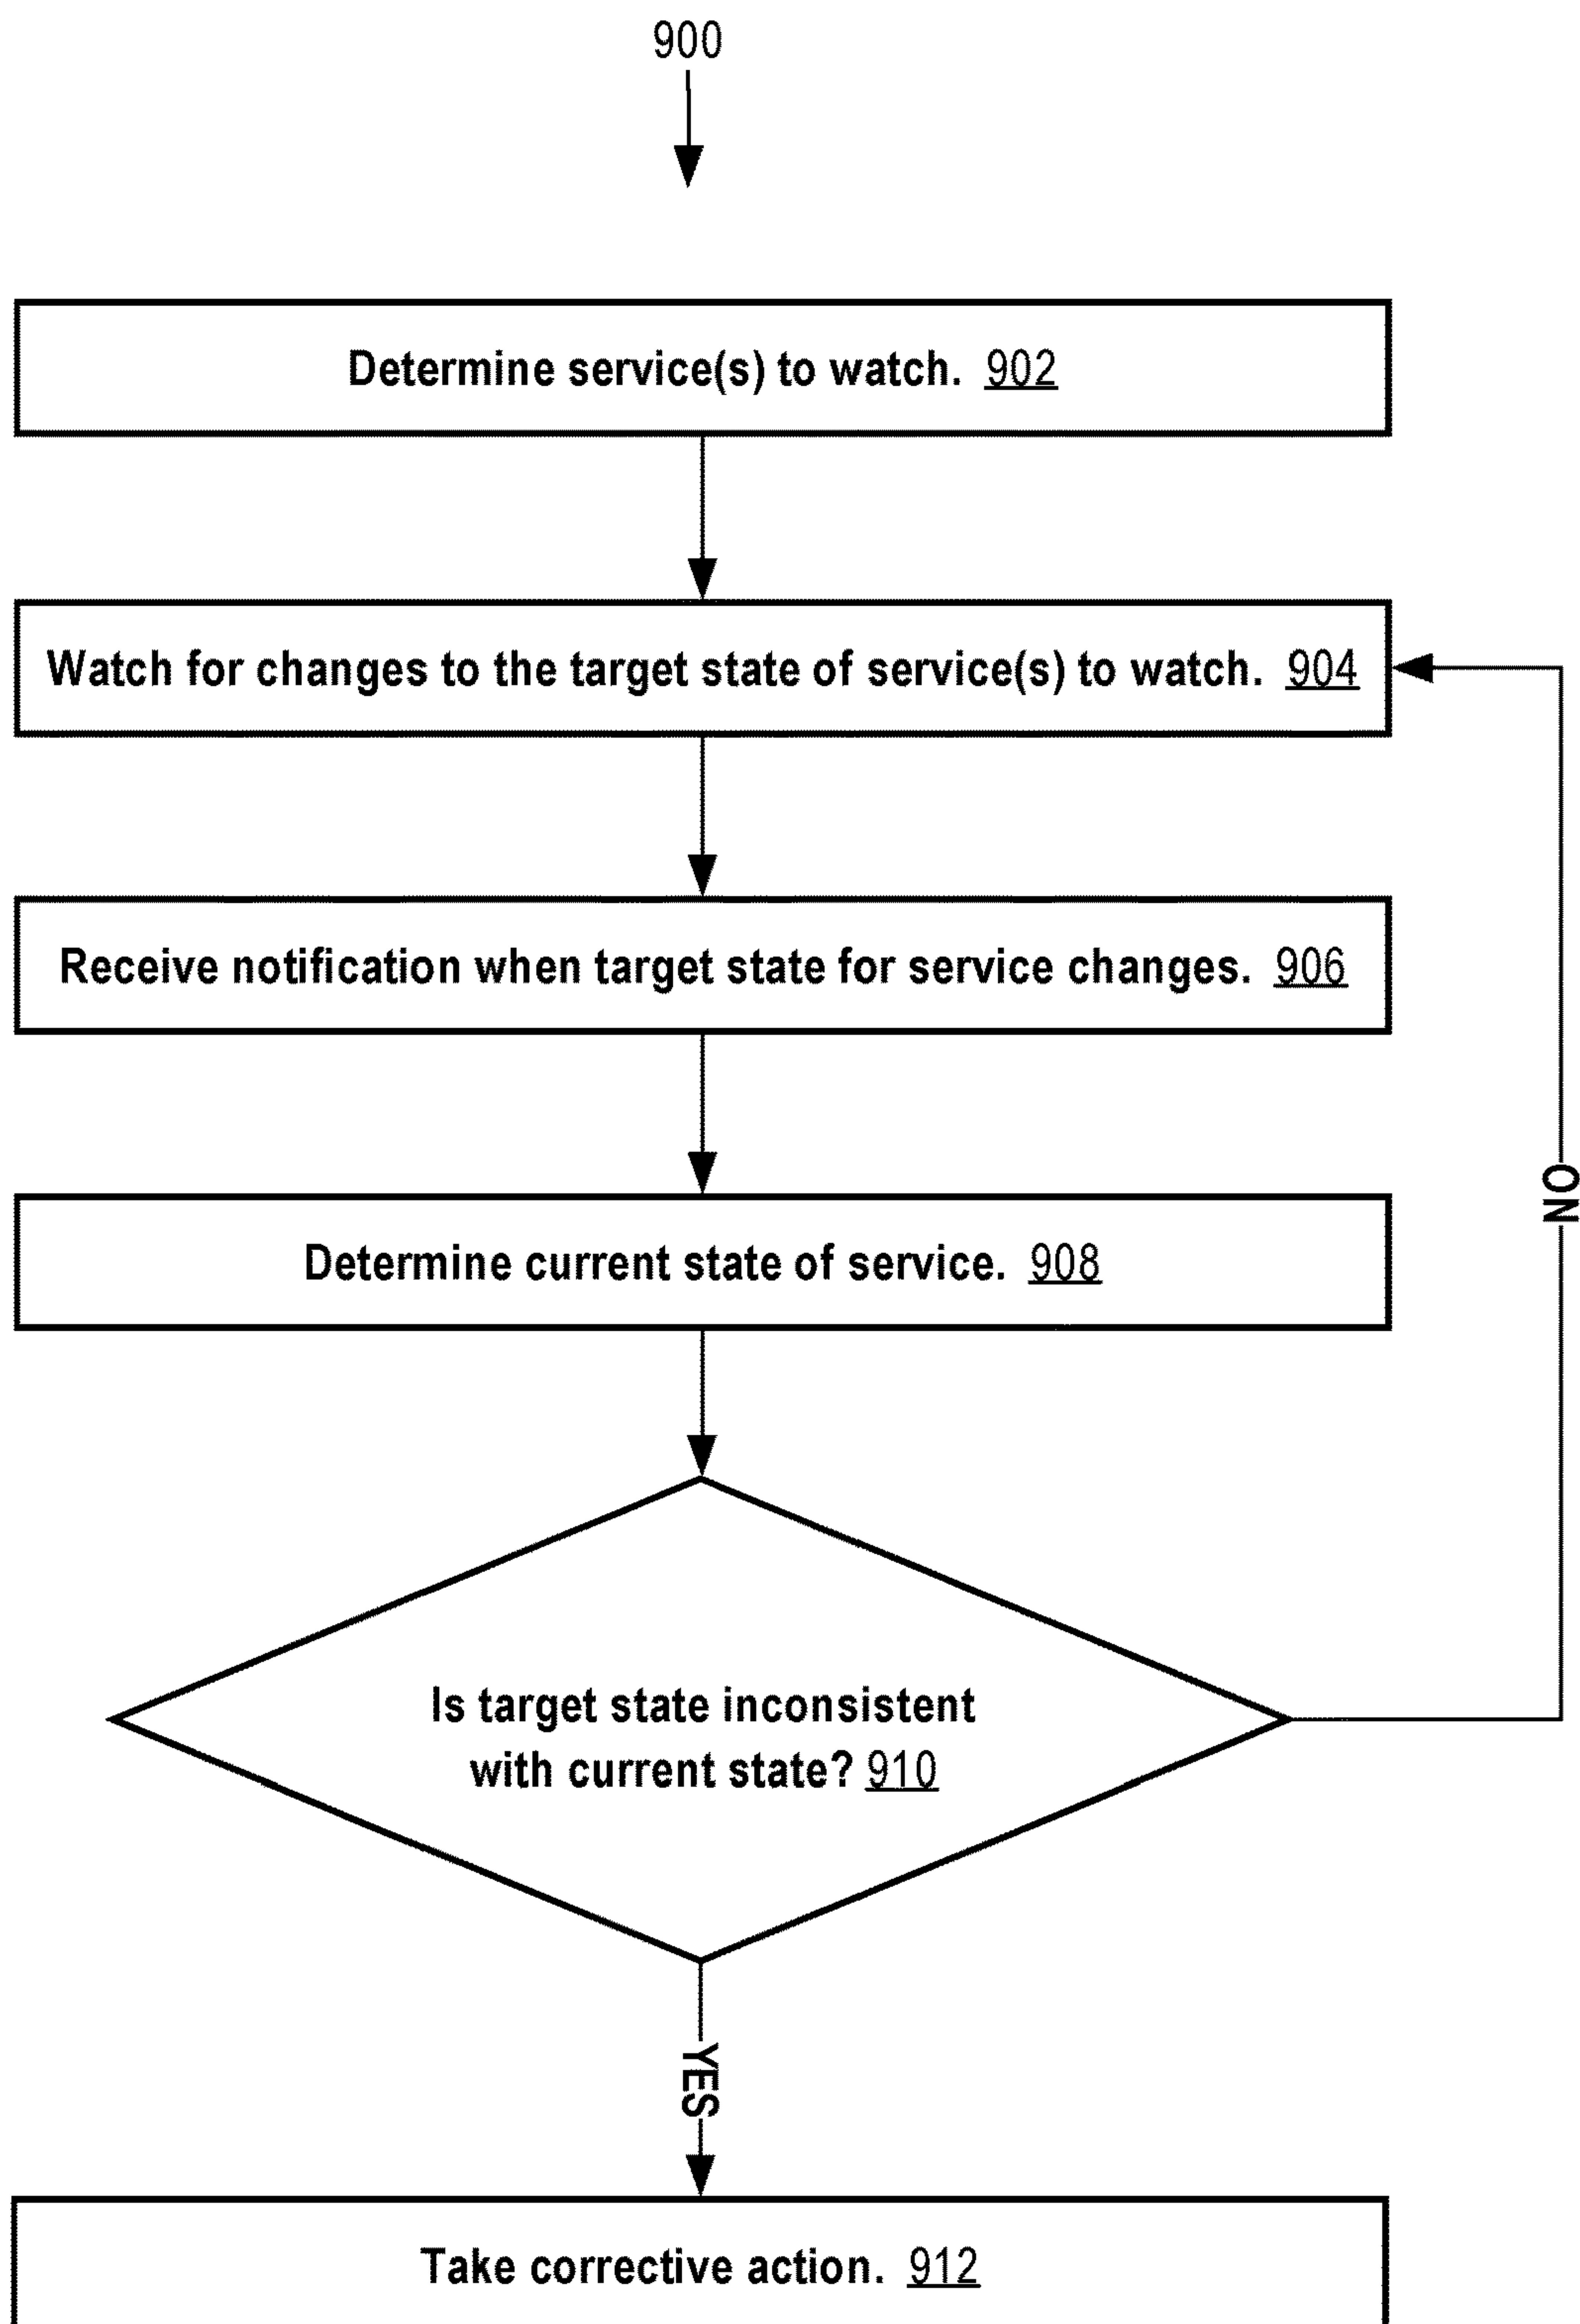 900
Determine service(s) to watch. 902
Watch for changes to the target state of service(s) to watch. 904
Receive notification when target state for service changes. 906
Determine current state of service. 908
NO
Is target state inconsistent
with current state? 910
YES
Take corrective action. 912